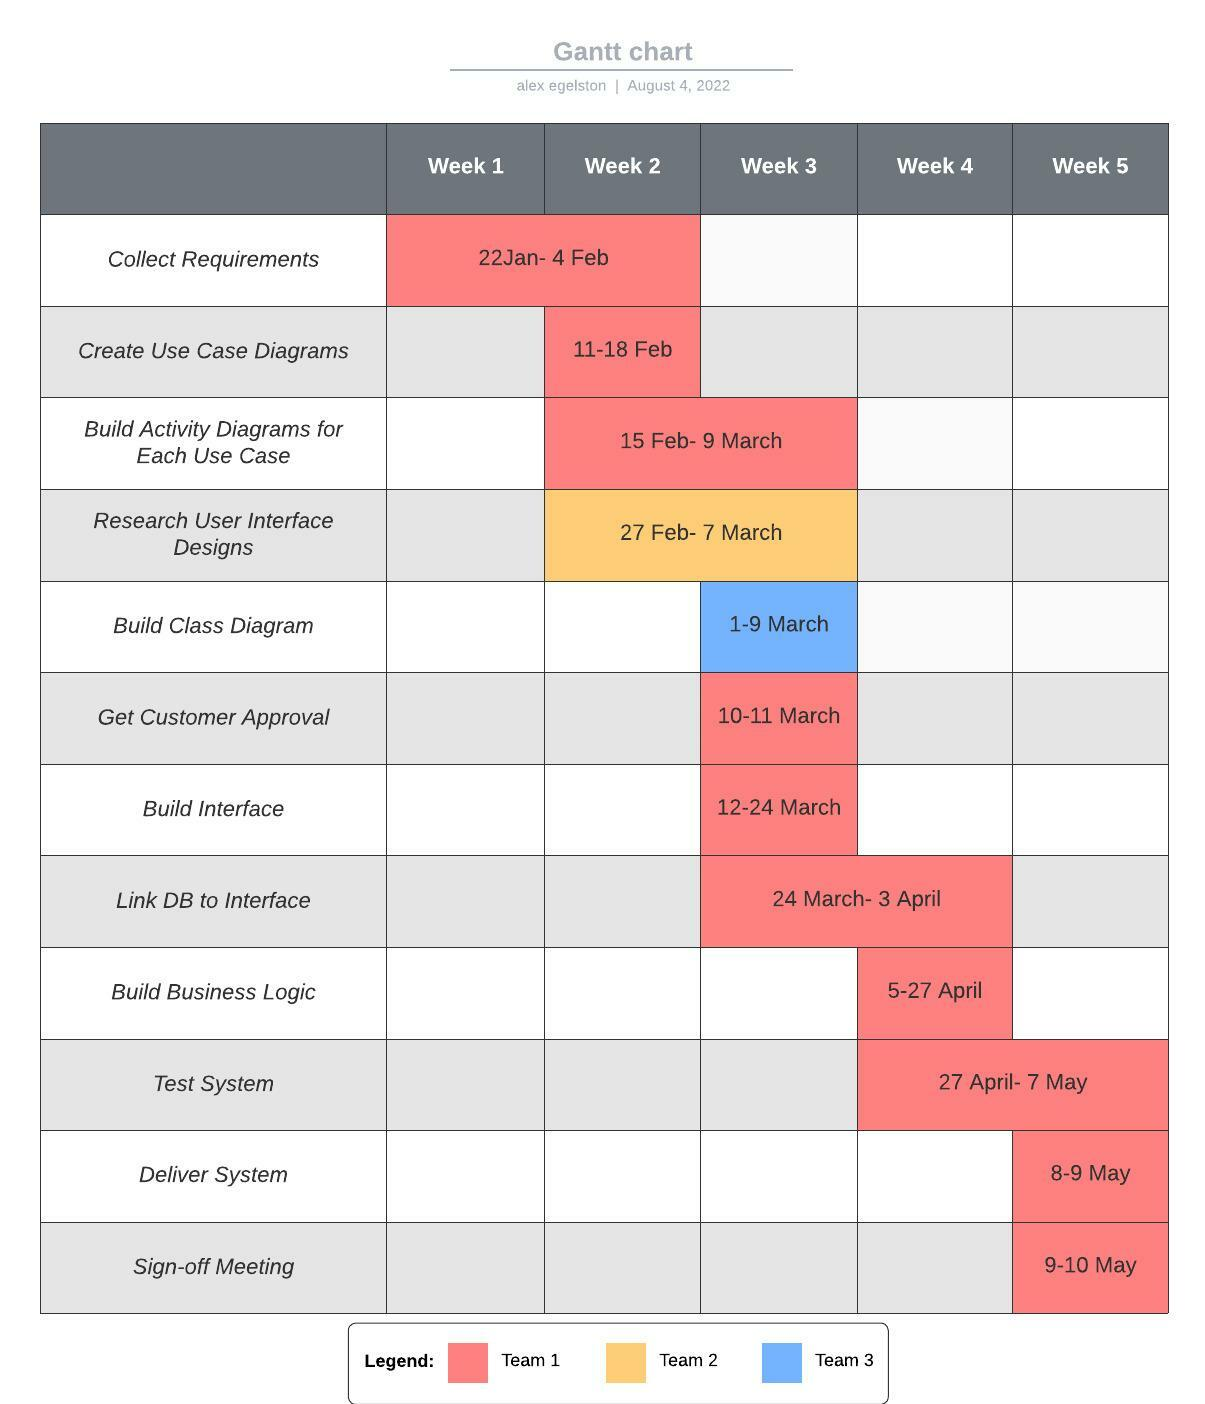 Gantt chart
alex egelston | August 4, 2022
Week 1 Week 2 Week 3 Week 4 Week 5
Collect Requirements 22Jan- 4 Feb
Create Use Case Diagrams 11-18 Feb
Build Activity Diagrams for
Each Use Case
15 Feb- 9 March
Research User Interface
Designs
27 Feb- 7 March
Build Class Diagram 1-9 March
Get Customer Approval 10-11 March
Build Interface 12-24 March
Link DB to Interface 24 March- 3 April
Build Business Logic 5-27 April
Test System 27 April- 7 May
Deliver System 8-9 May
Sign-off Meeting 9-10 May
Legend: Team 1 Team 2 Team 3